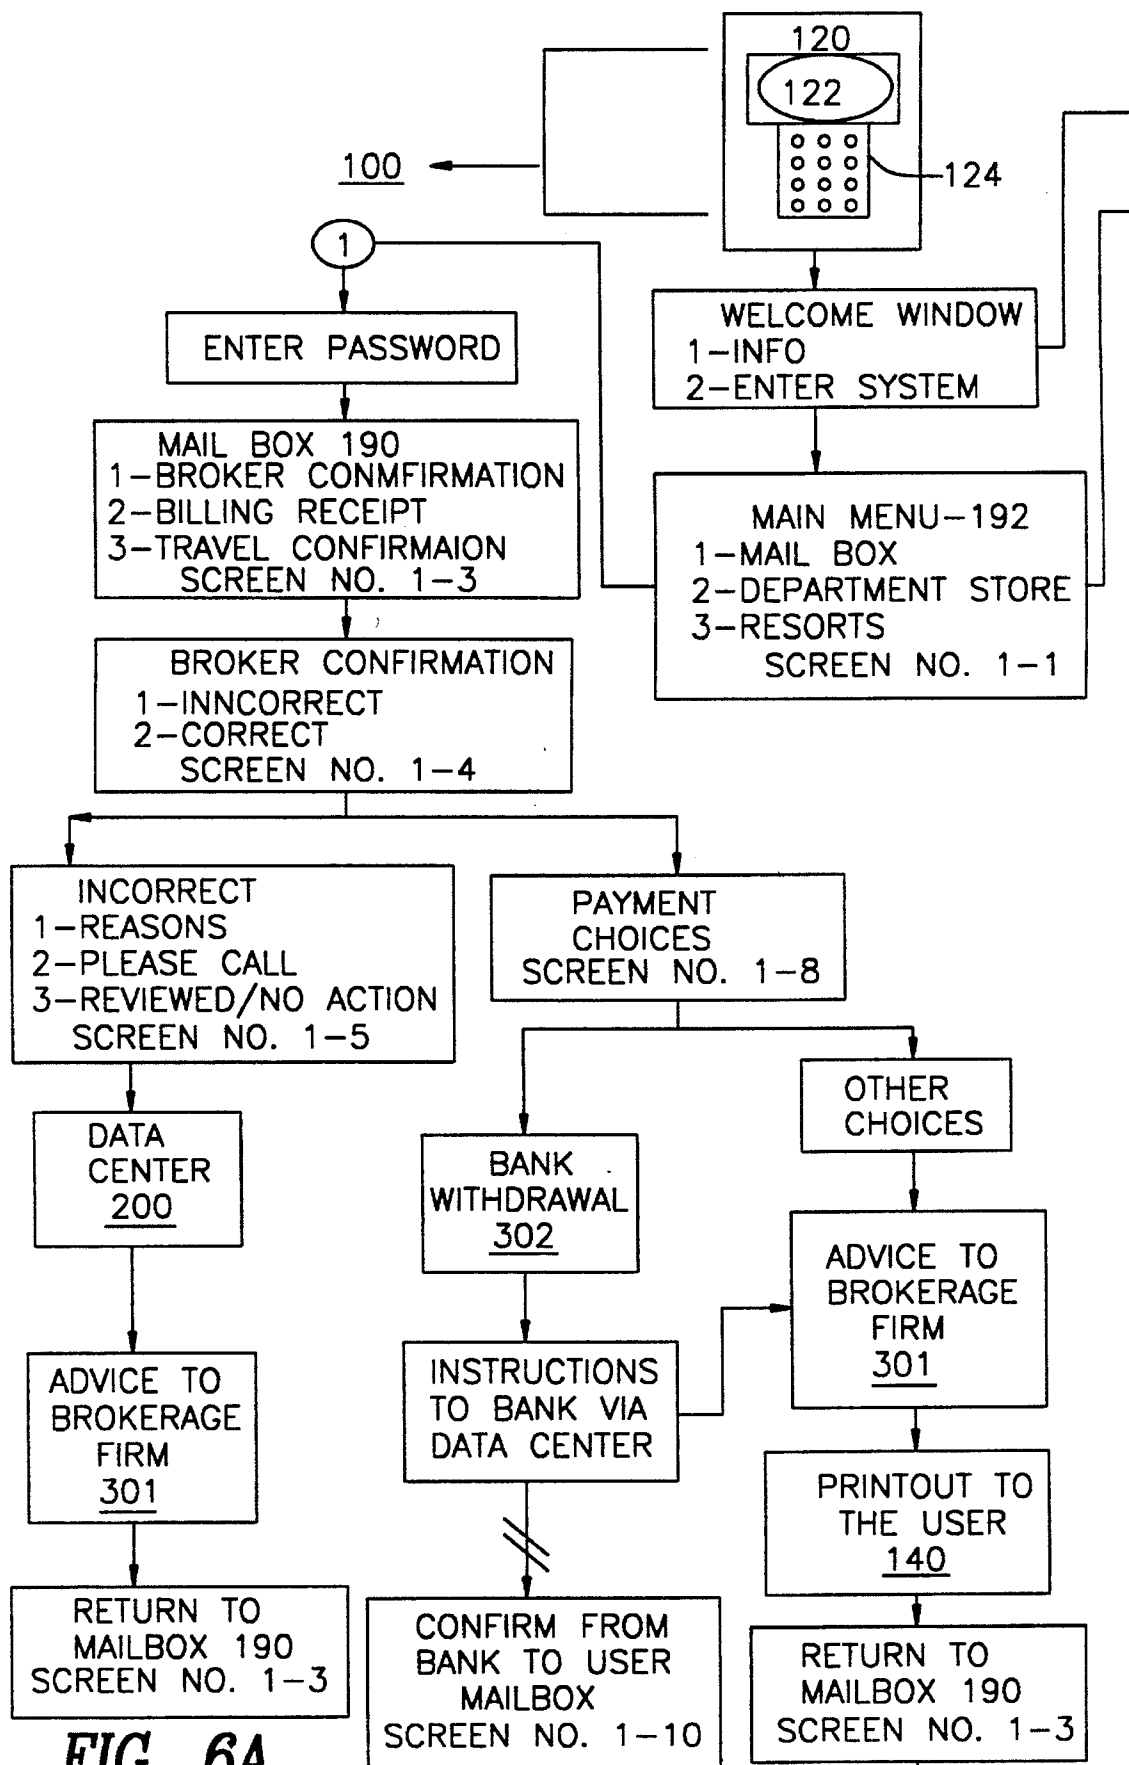 120
122
124
100
1
WELCOME WINDOW
1-INFO
2-ENTER SYSTEM
ENTER PASSWORD
MAIL BOX 190
1-BROKER CONMFIRMATION
2-BILLING RECEIPT
3-TRAVEL CONFIRMAION
SCREEN NO. 1-3
MAIN MENU-192
1-MAIL BOX
2-DEPARTMENT STORE
3-RESORTS
SCREEN NO. 1-1
BROKER CONFIRMATION
1-INNCORRECT
2-CORRECT
SCREEN NO. 1-4
INCORRECT
1-REASONS
2-PLEASE CALL
3-REVIEWED/NO ACTION
SCREEN NO. 1-5
PAYMENT
CHOICES
SCREEN NO. 1-8
OTHER
CHOICES
DATA
CENTER
200
BANK
WITHDRAWAL
302
ADVICE TO
BROKERAGE
FIRM
301
ADVICE TO
BROKERAGE
FIRM
301
INSTRUCTIONS
TO BANK VIA
DATA CENTER
PRINTOUT TO
THE USER
140
RETURN TO
MAILBOX 190
SCREEN NO. 1-3
CONFIRM FROM
BANK TO USER
MAILBOX
SCREEN NO. 1-10
RETURN TO
MAILBOX 190
SCREEN NO. 1-3
FIG. 6A